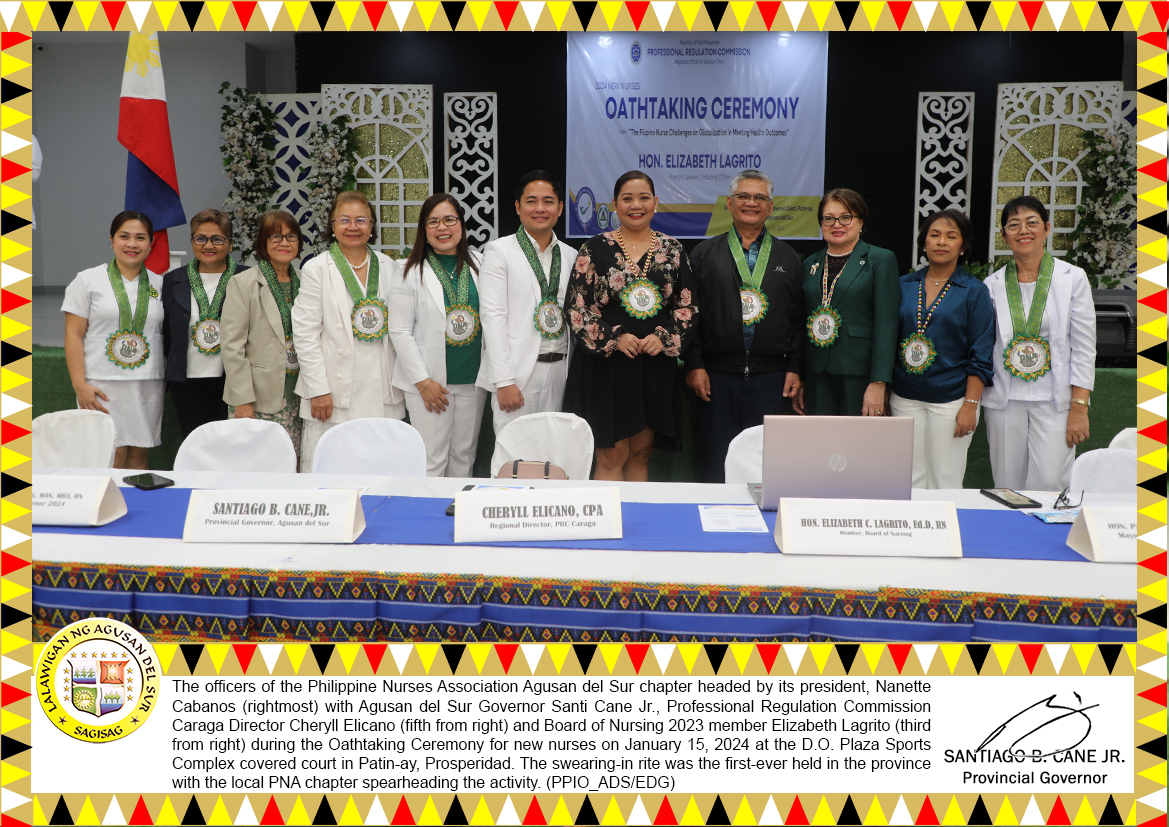 Republic of the Philippines
PROFESSIONAL REGULATION COMMISSION
2024 NEW NURSES
OATHTAKING CEREMONY
"The Filipino Nurse Challenges on Globalization in Meeting Health Outcomes"
HON. ELIZABETH LAGRITO
MAN, MBA, RN
2024
SANTIAGO B. CANE, JR.
Provincial Governor, Agusan del Sur
CHERYLL ELICANO, CPA
Regional Director, PRC Caraga
HON. ELIZABETH C. LAGRITO, Ed.D, RN
Member, Board of Nursing
HON. P
Mayo
hp
LALAWIGAN NG AGUSAN DEL SUR
SAGISAG
The officers of the Philippine Nurses Association Agusan del Sur chapter headed by its president, Nanette
Cabanos (rightmost) with Agusan del Sur Governor Santi Cane Jr., Professional Regulation Commission
Caraga Director Cheryll Elicano (fifth from right) and Board of Nursing 2023 member Elizabeth Lagrito (third
from right) during the Oathtaking Ceremony for new nurses on January 15, 2024 at the D.O. Plaza Sports
Complex covered court in Patin-ay, Prosperidad. The swearing-in rite was the first-ever held in the province
with the local PNA chapter spearheading the activity. (PPIO_ADS/EDG)
SANTIAGO B. CANE JR.
Provincial Governor